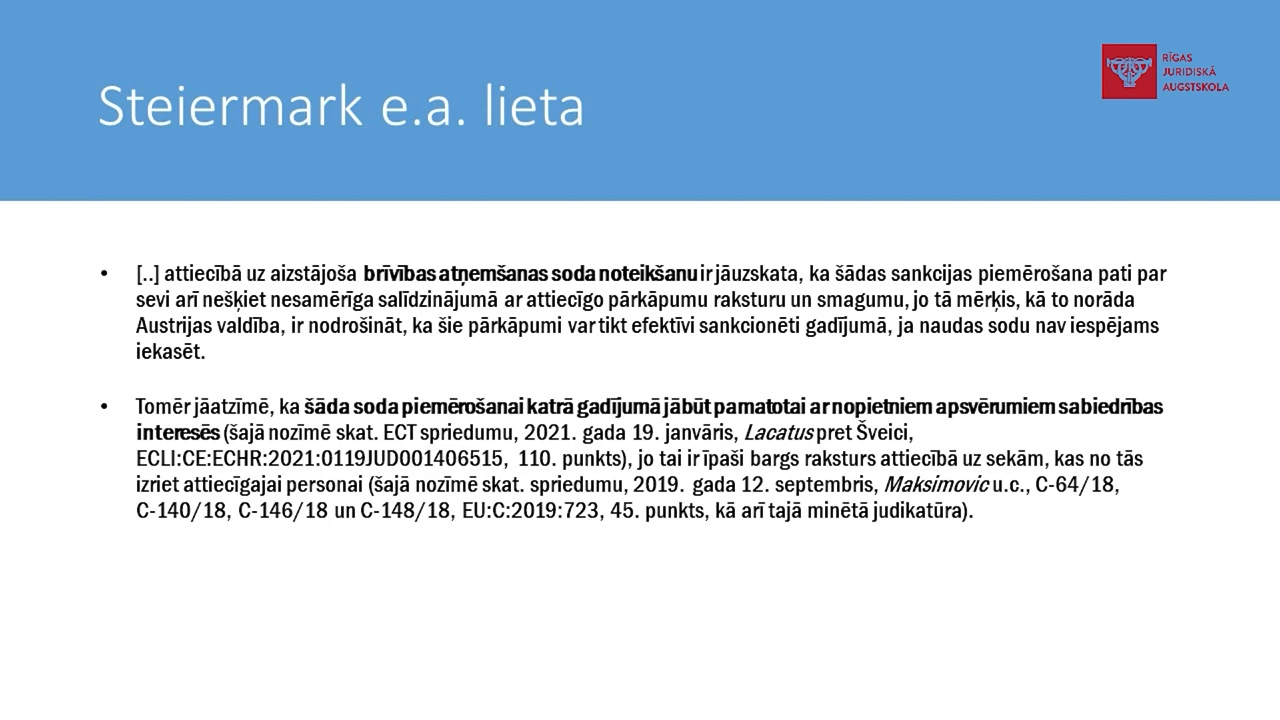 Steiermark e.a. lieta
RĪGAS
JURIDISKĀ
AUGSTSKOLA
• [..] attiecībā uz aizstājoša brīvības atņemšanas soda noteikšanu ir jāuzskata, ka šādas sankcijas piemērošana pati par
sevi arī nešķiet nesamērīga salīdzinājumā ar attiecīgo pārkāpumu raksturu un smagumu, jo tā mērķis, kā to norāda
Austrijas valdība, ir nodrošināt, ka šie pārkāpumi var tikt efektīvi sankcionēti gadījumā, ja naudas sodu nav iespējams
iekasēt.
• Tomēr jāatzīmē, ka šāda soda piemērošanai katrā gadījumā jābūt pamatotai ar nopietniem apsvērumiem sabiedrības
interesēs (šajā nozīmē skat. ECT spriedumu, 2021. gada 19. janvāris, Lacatus pret Šveici,
ECLI:CE:ECHR:2021:0119JUD001406515, 110. punkts), jo tai ir īpaši bargs raksturs attiecībā uz sekām, kas no tās
izriet attiecīgajai personai (šajā nozīmē skat. spriedumu, 2019. gada 12. septembris, Maksimovic u.c., C-64/18,
C-140/18, C-146/18 un C-148/18, EU:C:2019:723, 45. punkts, kā arī tajā minētā judikatūra).